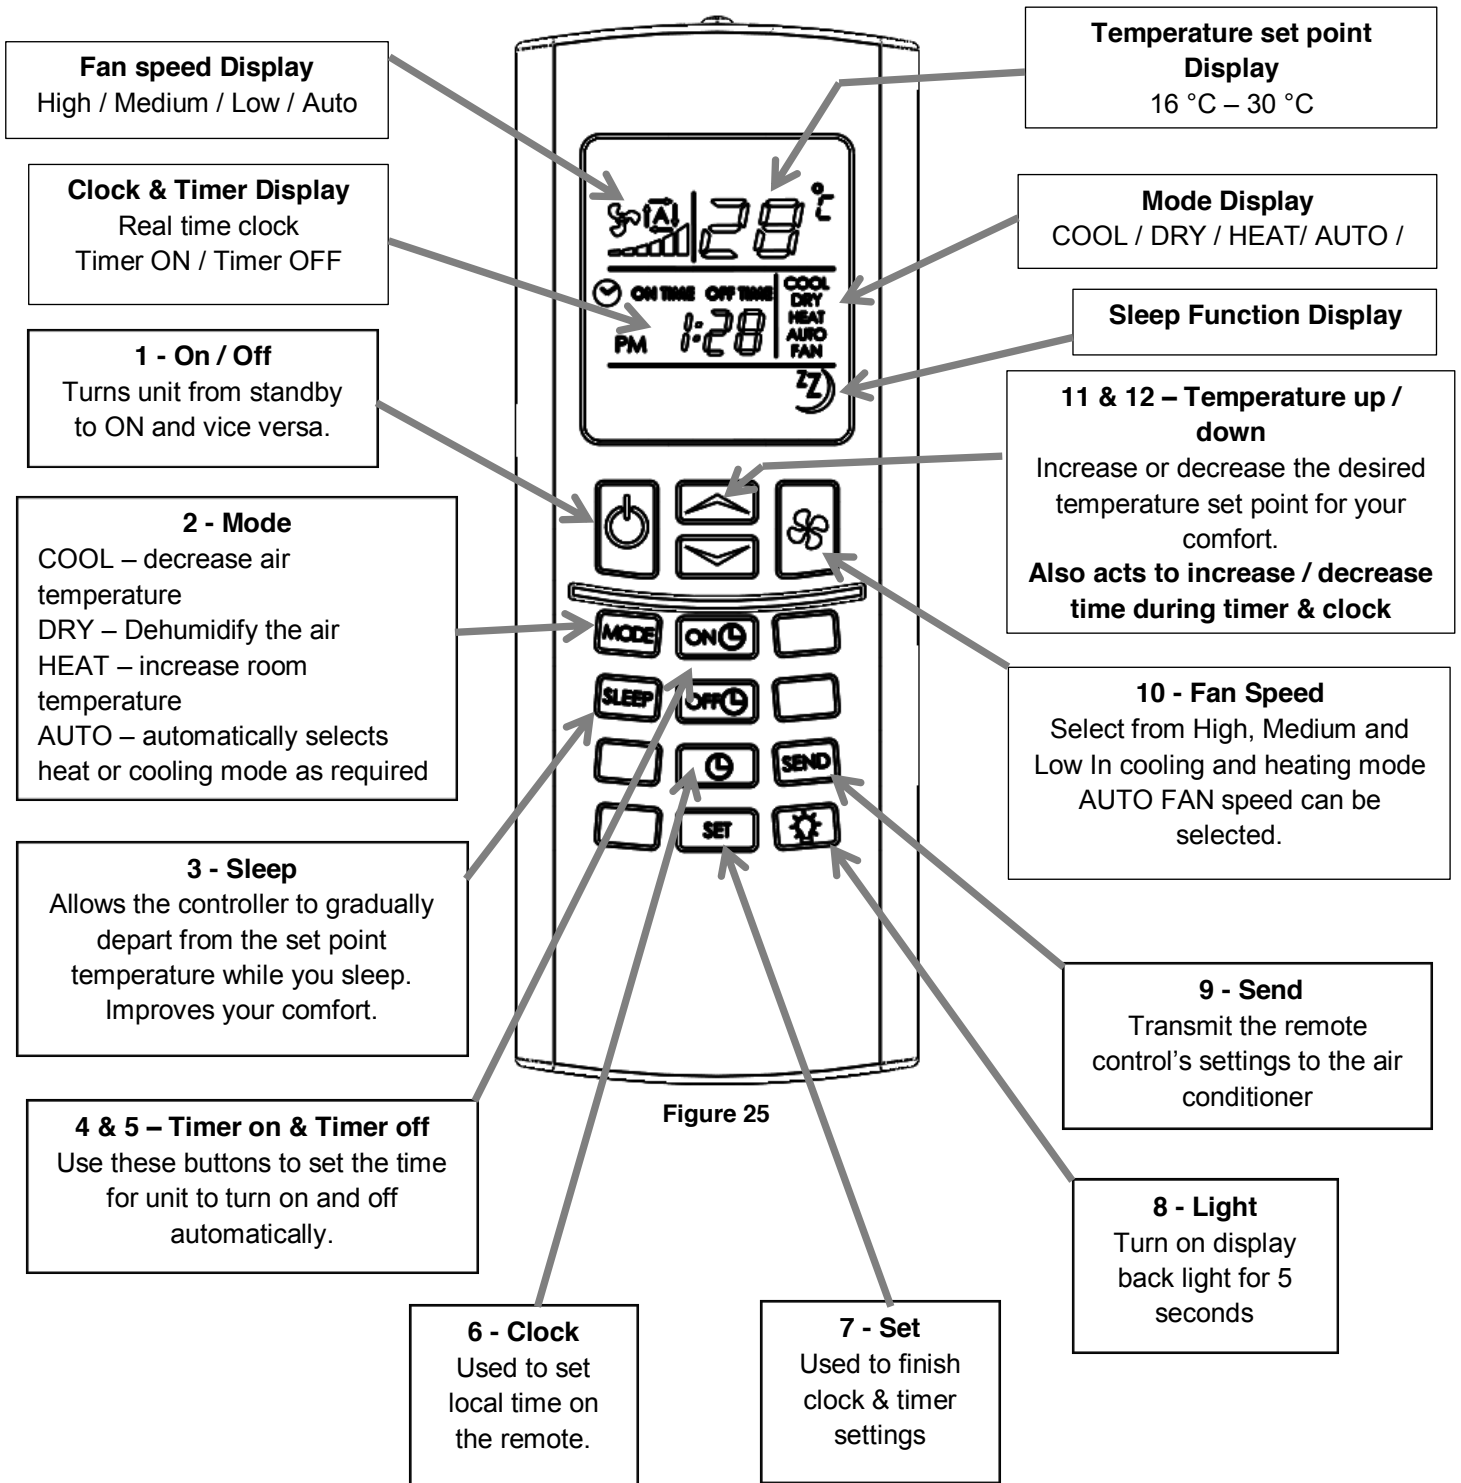 Fan speed Display
High / Medium / Low / Auto
Temperature set point
Display
16 °C – 30 °C
Clock & Timer Display
Real time clock
Timer ON / Timer OFF
Mode Display
COOL / DRY / HEAT/ AUTO /
Sleep Function Display
1 - On / Off
Turns unit from standby
to ON and vice versa.
A
28 °C
ON TIME OFF TIME
PM 1:28
COOL
DRY
HEAT
AUTO
FAN
ZZ
11 & 12 – Temperature up /
down
Increase or decrease the desired
temperature set point for your
comfort.
Also acts to increase / decrease
time during timer & clock
2 - Mode
COOL – decrease air
temperature
DRY – Dehumidify the air
HEAT – increase room
temperature
AUTO – automatically selects
heat or cooling mode as required
MODE ON
SLEEP OFF
SEND
SET
10 - Fan Speed
Select from High, Medium and
Low In cooling and heating mode
AUTO FAN speed can be
selected.
3 - Sleep
Allows the controller to gradually
depart from the set point
temperature while you sleep.
Improves your comfort.
9 - Send
Transmit the remote
control's settings to the air
conditioner
Figure 25
4 & 5 – Timer on & Timer off
Use these buttons to set the time
for unit to turn on and off
automatically.
8 - Light
Turn on display
back light for 5
seconds
6 - Clock
Used to set
local time on
the remote.
7 - Set
Used to finish
clock & timer
settings